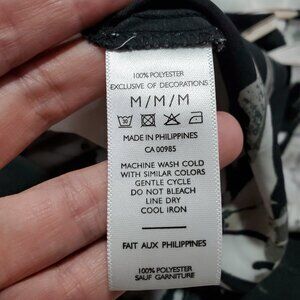 100% POLYESTER
EXCLUSIVE OF DECORATIONS
M/M/M
30
MADE IN PHILIPPINES
CA 00985
MACHINE WASH COLD
WITH SIMILAR COLORS
GENTLE CYCLE
DO NOT BLEACH
LINE DRY
COOL IRON
FAIT AUX PHILIPPINES
100% POLYESTER
SAUF GARNITURE